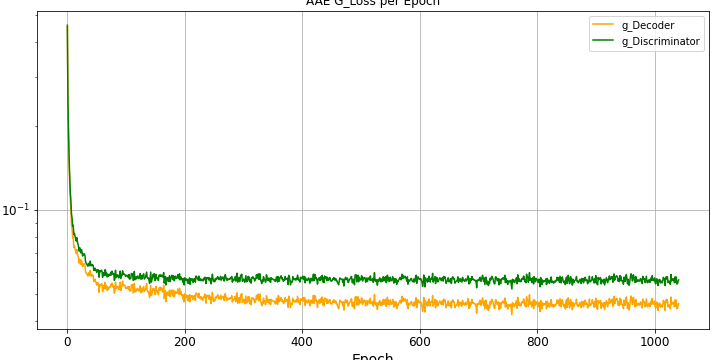 AAE G_Loss per Epoch
g_Decoder
g_Discriminator
10⁻¹
0 200 400 600 800 1000
Epoch